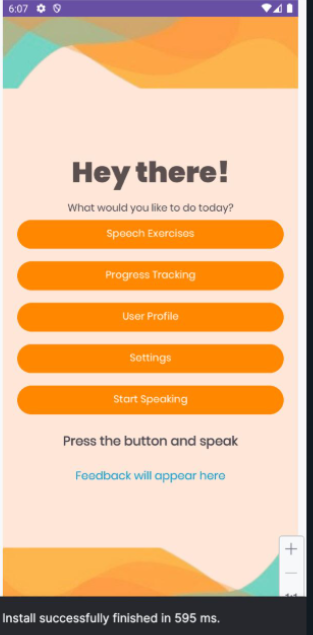 6:07
Hey there!
What would you like to do today?
Speech Exercises
Progress Tracking
User Profile
Settings
Start Speaking
Press the button and speak
Feedback will appear here
+
Install successfully finished in 595 ms.